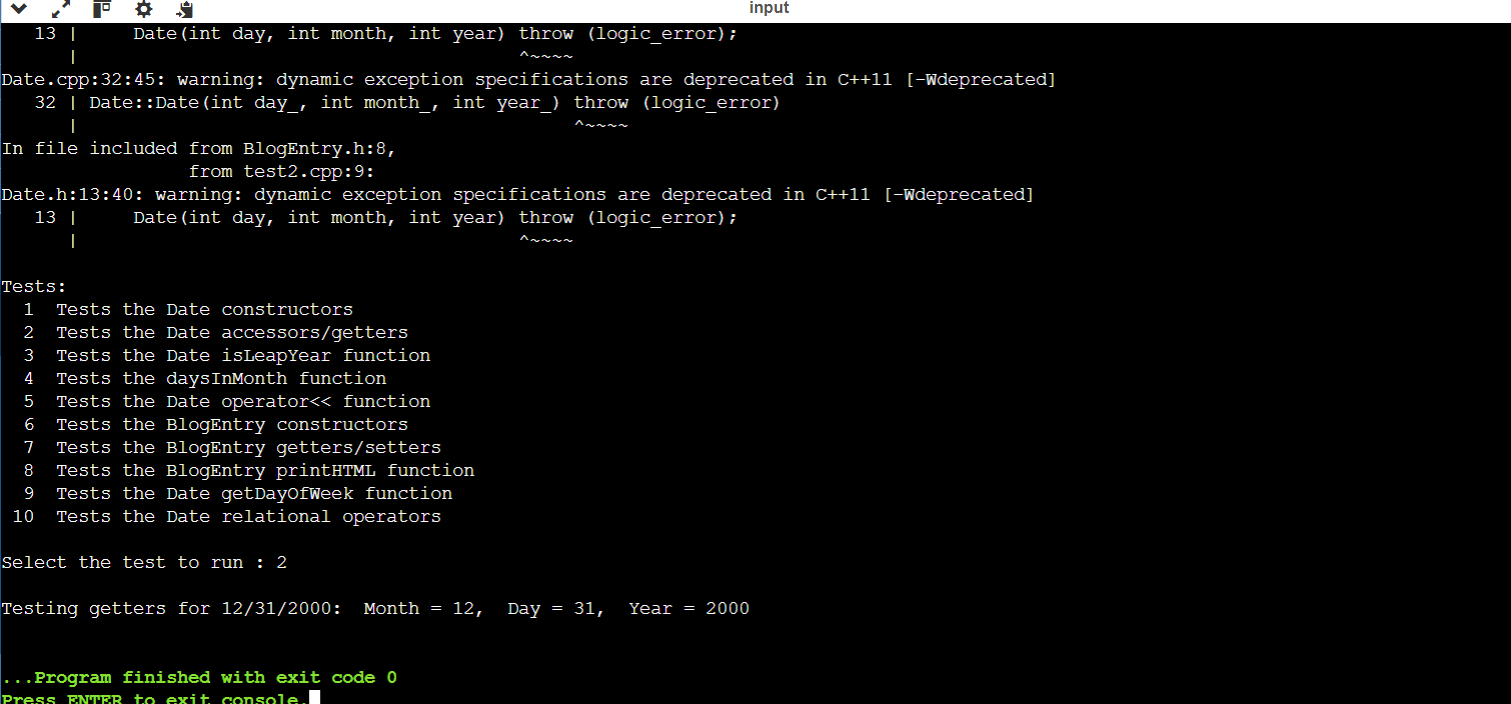 input
13 |     Date(int day, int month, int year) throw (logic_error);
|                                        ^~~~~
Date.cpp:32:45: warning: dynamic exception specifications are deprecated in C++11 [-Wdeprecated]
32 | Date::Date(int day_, int month_, int year_) throw (logic_error)
|                                             ^~~~~
In file included from BlogEntry.h:8,
from test2.cpp:9:
Date.h:13:40: warning: dynamic exception specifications are deprecated in C++11 [-Wdeprecated]
13 |     Date(int day, int month, int year) throw (logic_error);
|                                        ^~~~~
Tests:
1  Tests the Date constructors
2  Tests the Date accessors/getters
3  Tests the Date isLeapYear function
4  Tests the daysInMonth function
5  Tests the Date operator<< function
6  Tests the BlogEntry constructors
7  Tests the BlogEntry getters/setters
8  Tests the BlogEntry printHTML function
9  Tests the Date getDayOfWeek function
10  Tests the Date relational operators
Select the test to run : 2
Testing getters for 12/31/2000:  Month = 12,  Day = 31,  Year = 2000
...Program finished with exit code 0
Press ENTER to exit console.